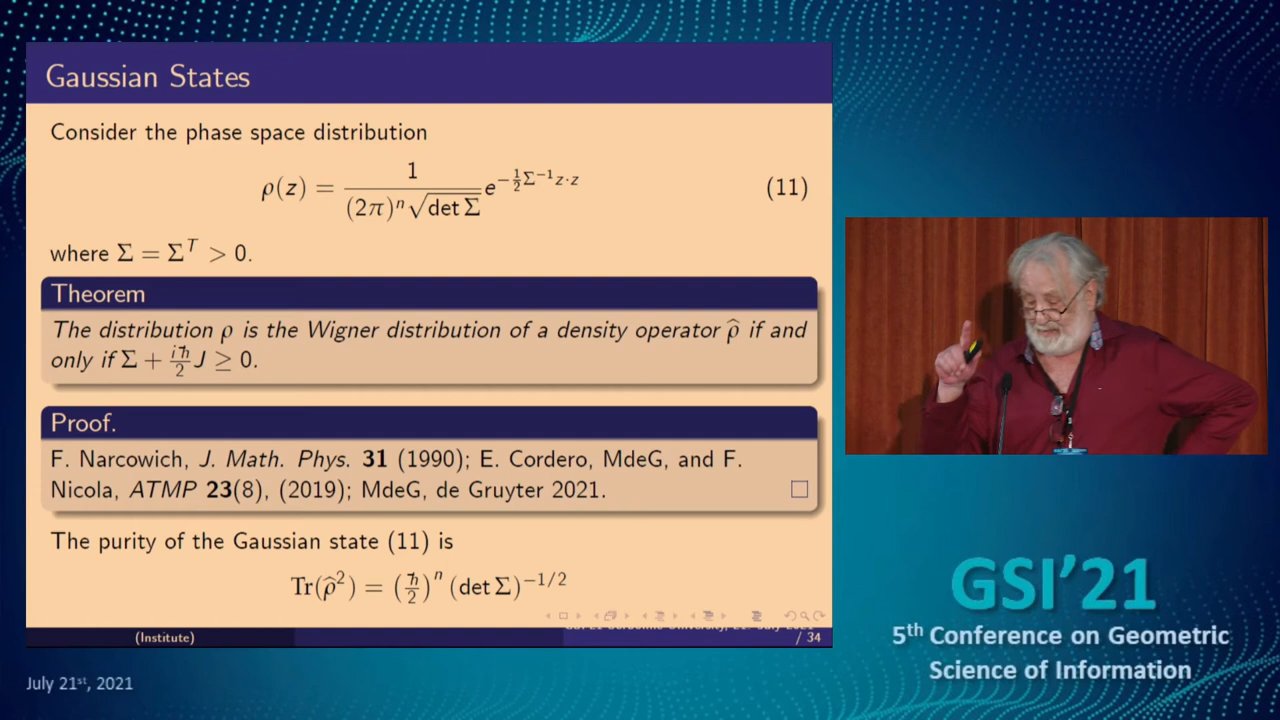 Gaussian States
Consider the phase space distribution
ρ(z) = 1 / ((2π)ⁿ √det Σ) e^{-½Σ⁻¹z·z} (11)
where Σ = Σᵀ > 0.
Theorem
The distribution ρ is the Wigner distribution of a density operator ρ̂ if and
only if Σ + iħ/2 J ≥ 0.
Proof.
F. Narcowich, J. Math. Phys. 31 (1990); E. Cordero, MdeG, and F.
Nicola, ATMP 23(8), (2019); MdeG, de Gruyter 2021.
The purity of the Gaussian state (11) is
Tr(ρ̂²) = (ħ/2)ⁿ (det Σ)^{-1/2}
(Institute)
/ 34
GSI'21
5th Conference on Geometric
Science of Information
July 21st, 2021